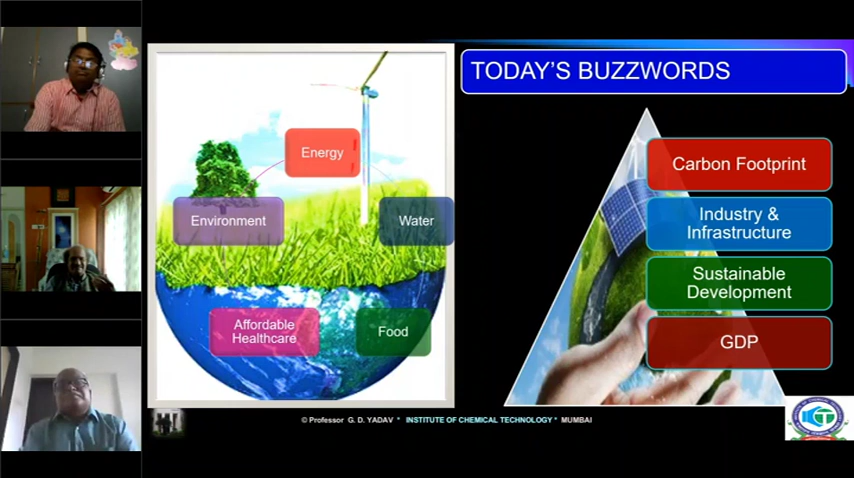 TODAY'S BUZZWORDS
Energy
Environment
Water
Affordable
Healthcare
Food
Carbon Footprint
Industry &
Infrastructure
Sustainable
Development
GDP
© Professor G. D. YADAV * INSTITUTE OF CHEMICAL TECHNOLOGY * MUMBAI